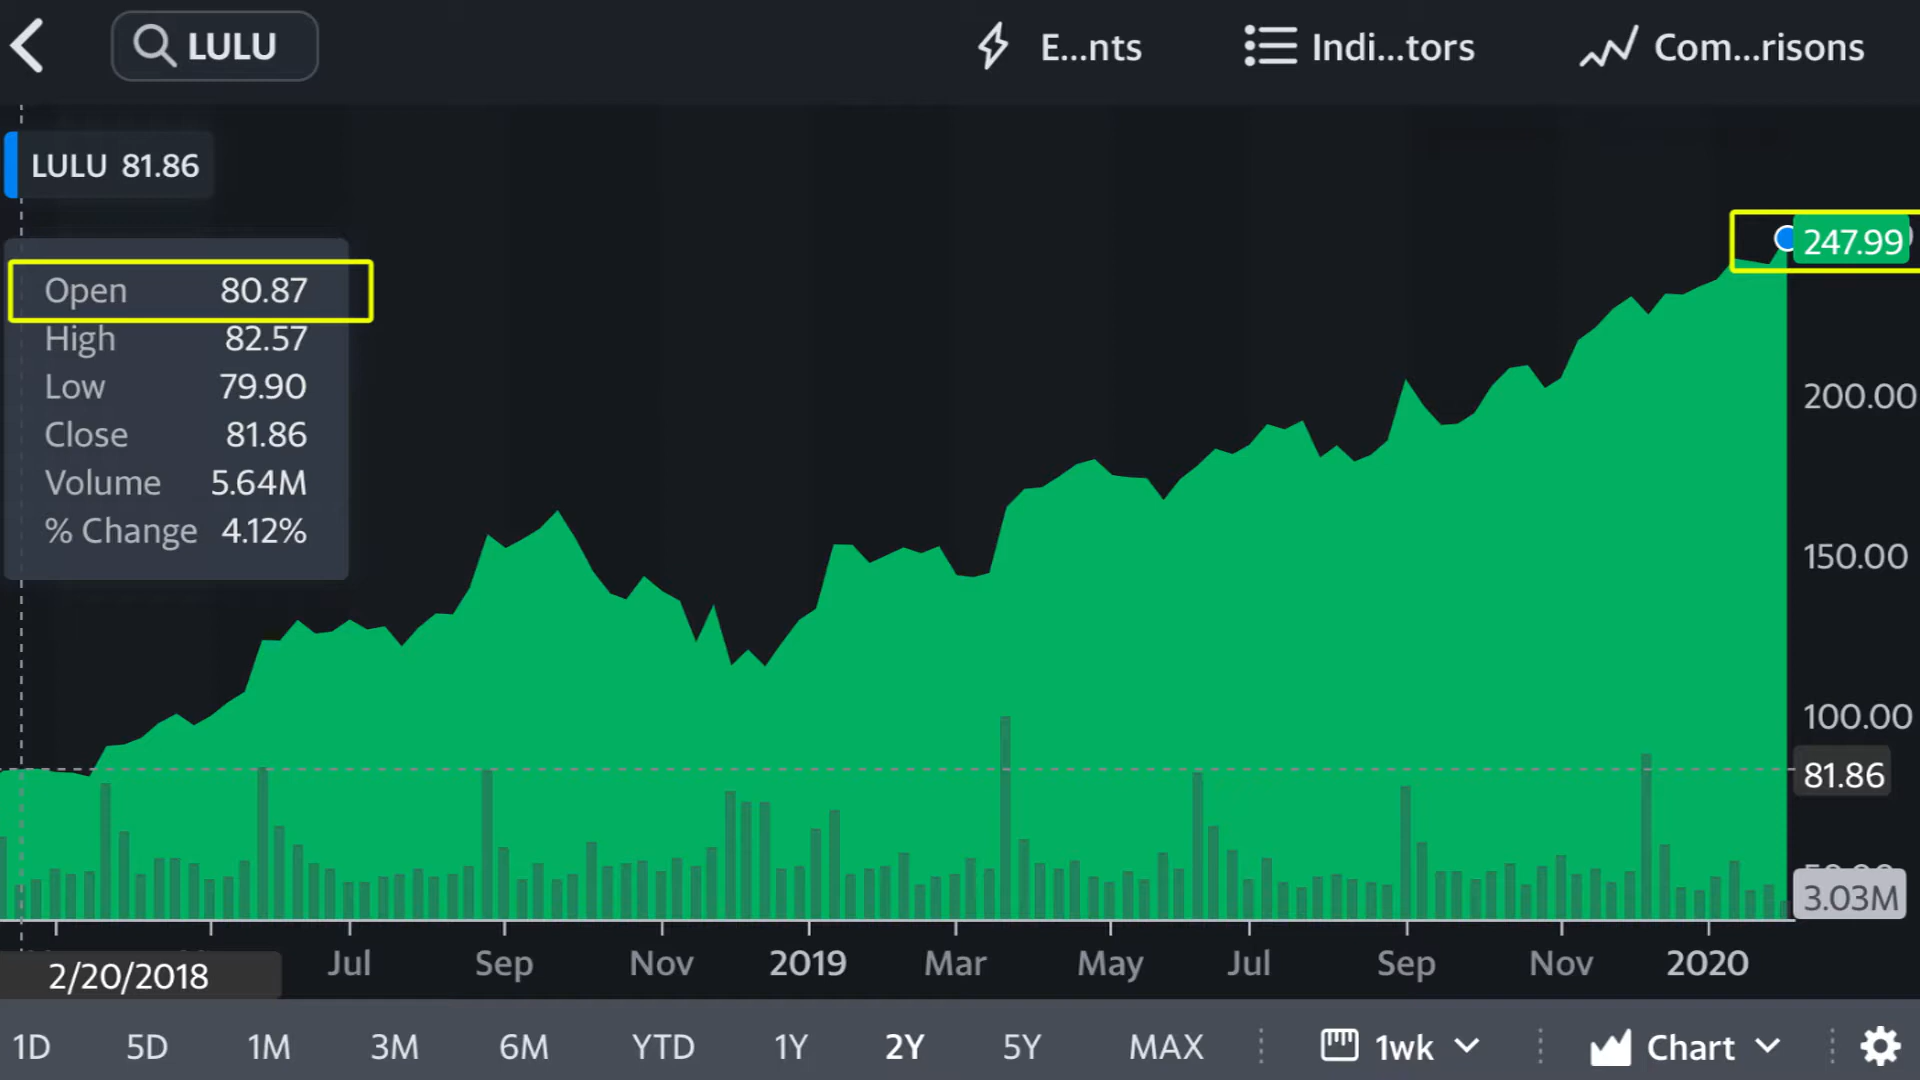 LULU
E...nts
Indi...tors
Com...risons
LULU 81.86
Open 80.87
High 82.57
Low 79.90
Close 81.86
Volume 5.64M
% Change 4.12%
247.99
200.00
150.00
100.00
81.86
3.03M
2/20/2018
Jul
Sep
Nov
2019
Mar
May
Jul
Sep
Nov
2020
1D
5D
1M
3M
6M
YTD
1Y
2Y
5Y
MAX
1wk
Chart